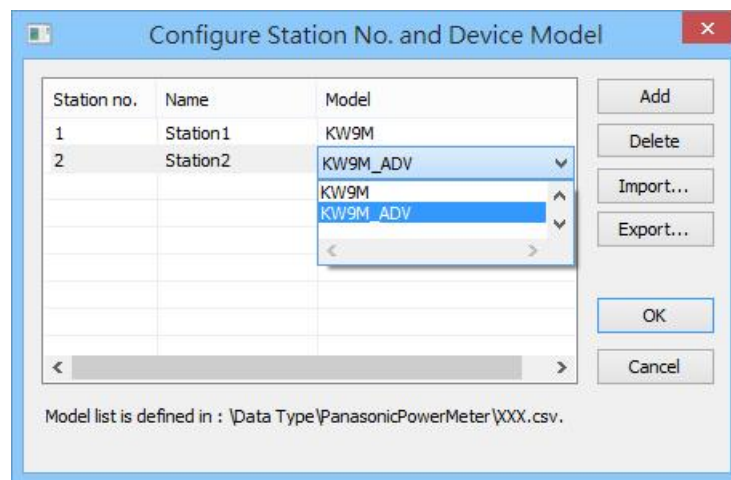 Configure Station No. and Device Model
Station no. Name Model
1 Station1 KW9M
2 Station2 KW9M_ADV
KW9M
KW9M_ADV
Add
Delete
Import...
Export...
OK
Cancel
Model list is defined in : \Data Type\PanasonicPowerMeter\XXX.csv.